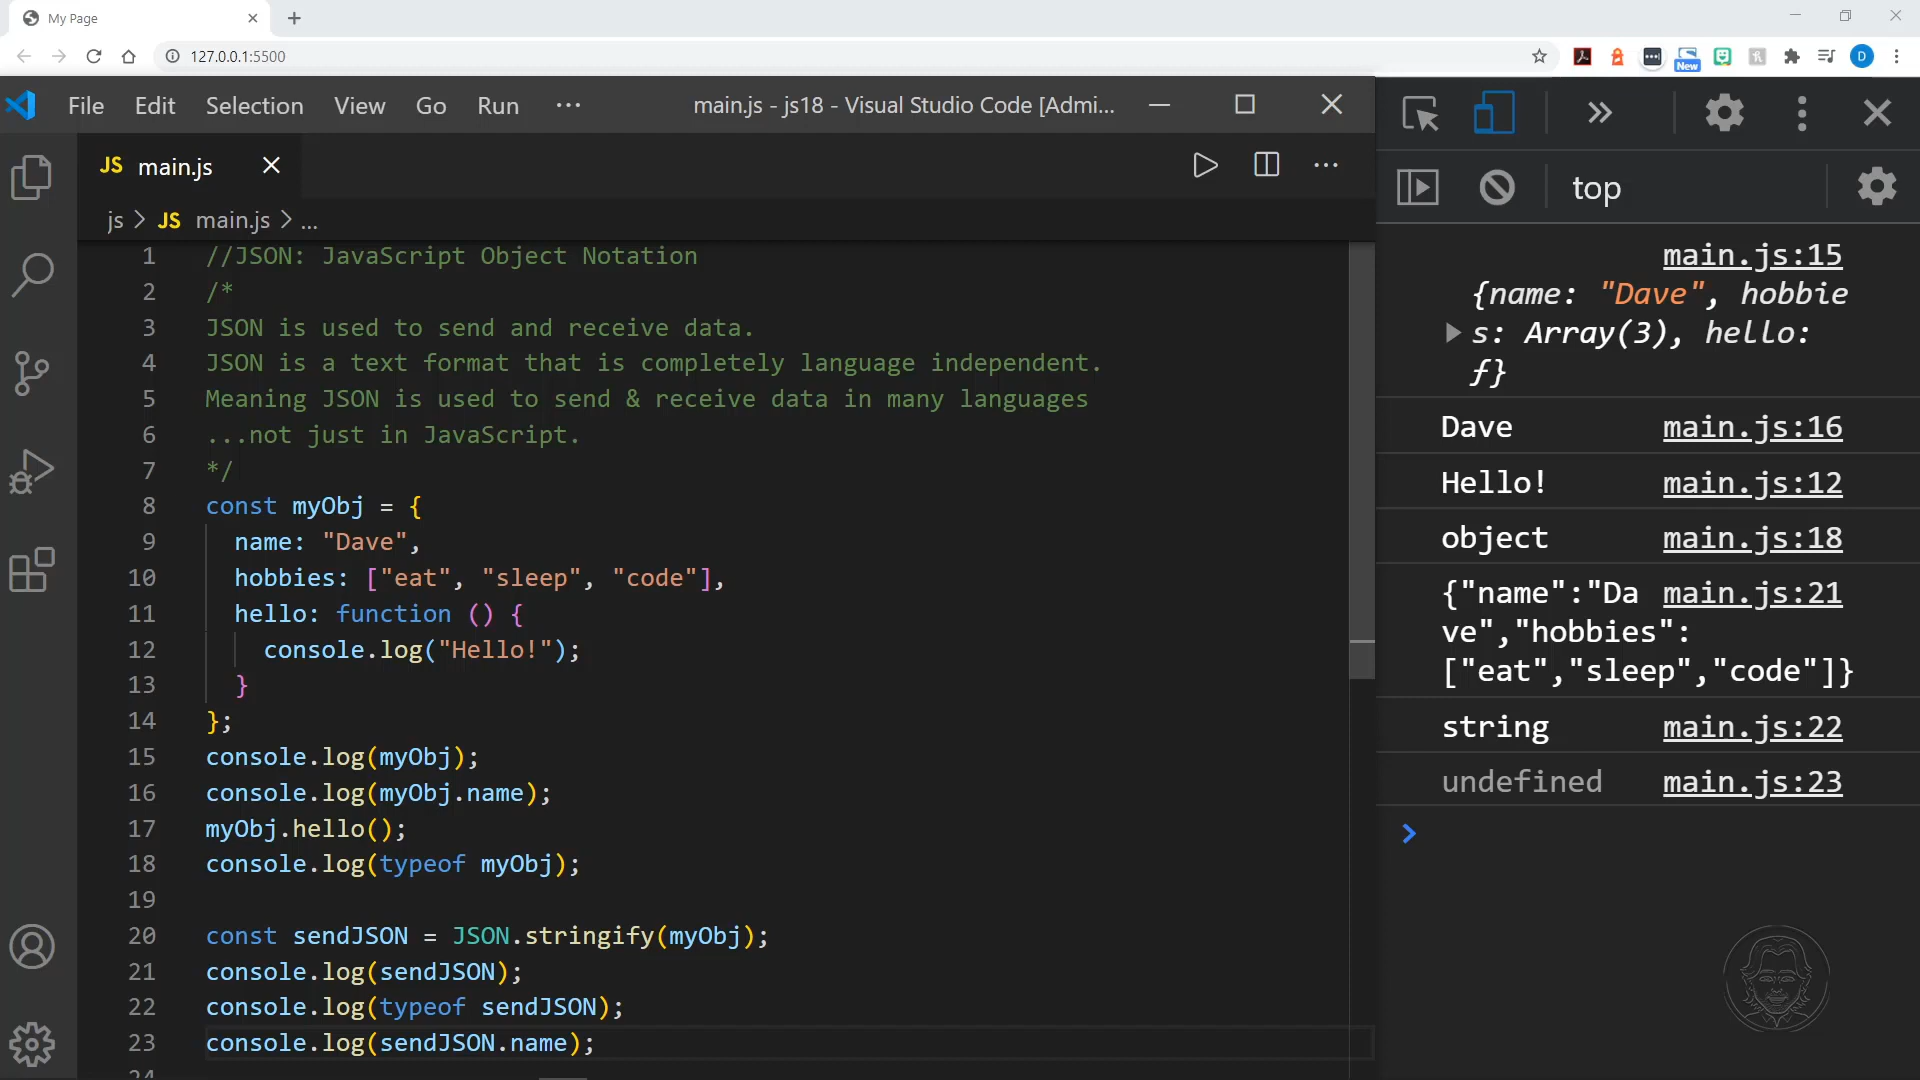 My Page
127.0.0.1:5500
New
D
File Edit Selection View Go Run ... main.js - js18 - Visual Studio Code [Admi...
JS main.js
js > JS main.js > ...
1 //JSON: JavaScript Object Notation
2 /*
3 JSON is used to send and receive data.
4 JSON is a text format that is completely language independent.
5 Meaning JSON is used to send & receive data in many languages
6 ...not just in JavaScript.
7 */
8 const myObj = {
9 name: "Dave",
10 hobbies: ["eat", "sleep", "code"],
11 hello: function () {
12 console.log("Hello!");
13 }
14 };
15 console.log(myObj);
16 console.log(myObj.name);
17 myObj.hello();
18 console.log(typeof myObj);
19
20 const sendJSON = JSON.stringify(myObj);
21 console.log(sendJSON);
22 console.log(typeof sendJSON);
23 console.log(sendJSON.name);
24
top
main.js:15
{name: "Dave", hobbie
s: Array(3), hello:
f}
Dave main.js:16
Hello! main.js:12
object main.js:18
{"name":"Da main.js:21
ve","hobbies":
["eat","sleep","code"]}
string main.js:22
undefined main.js:23